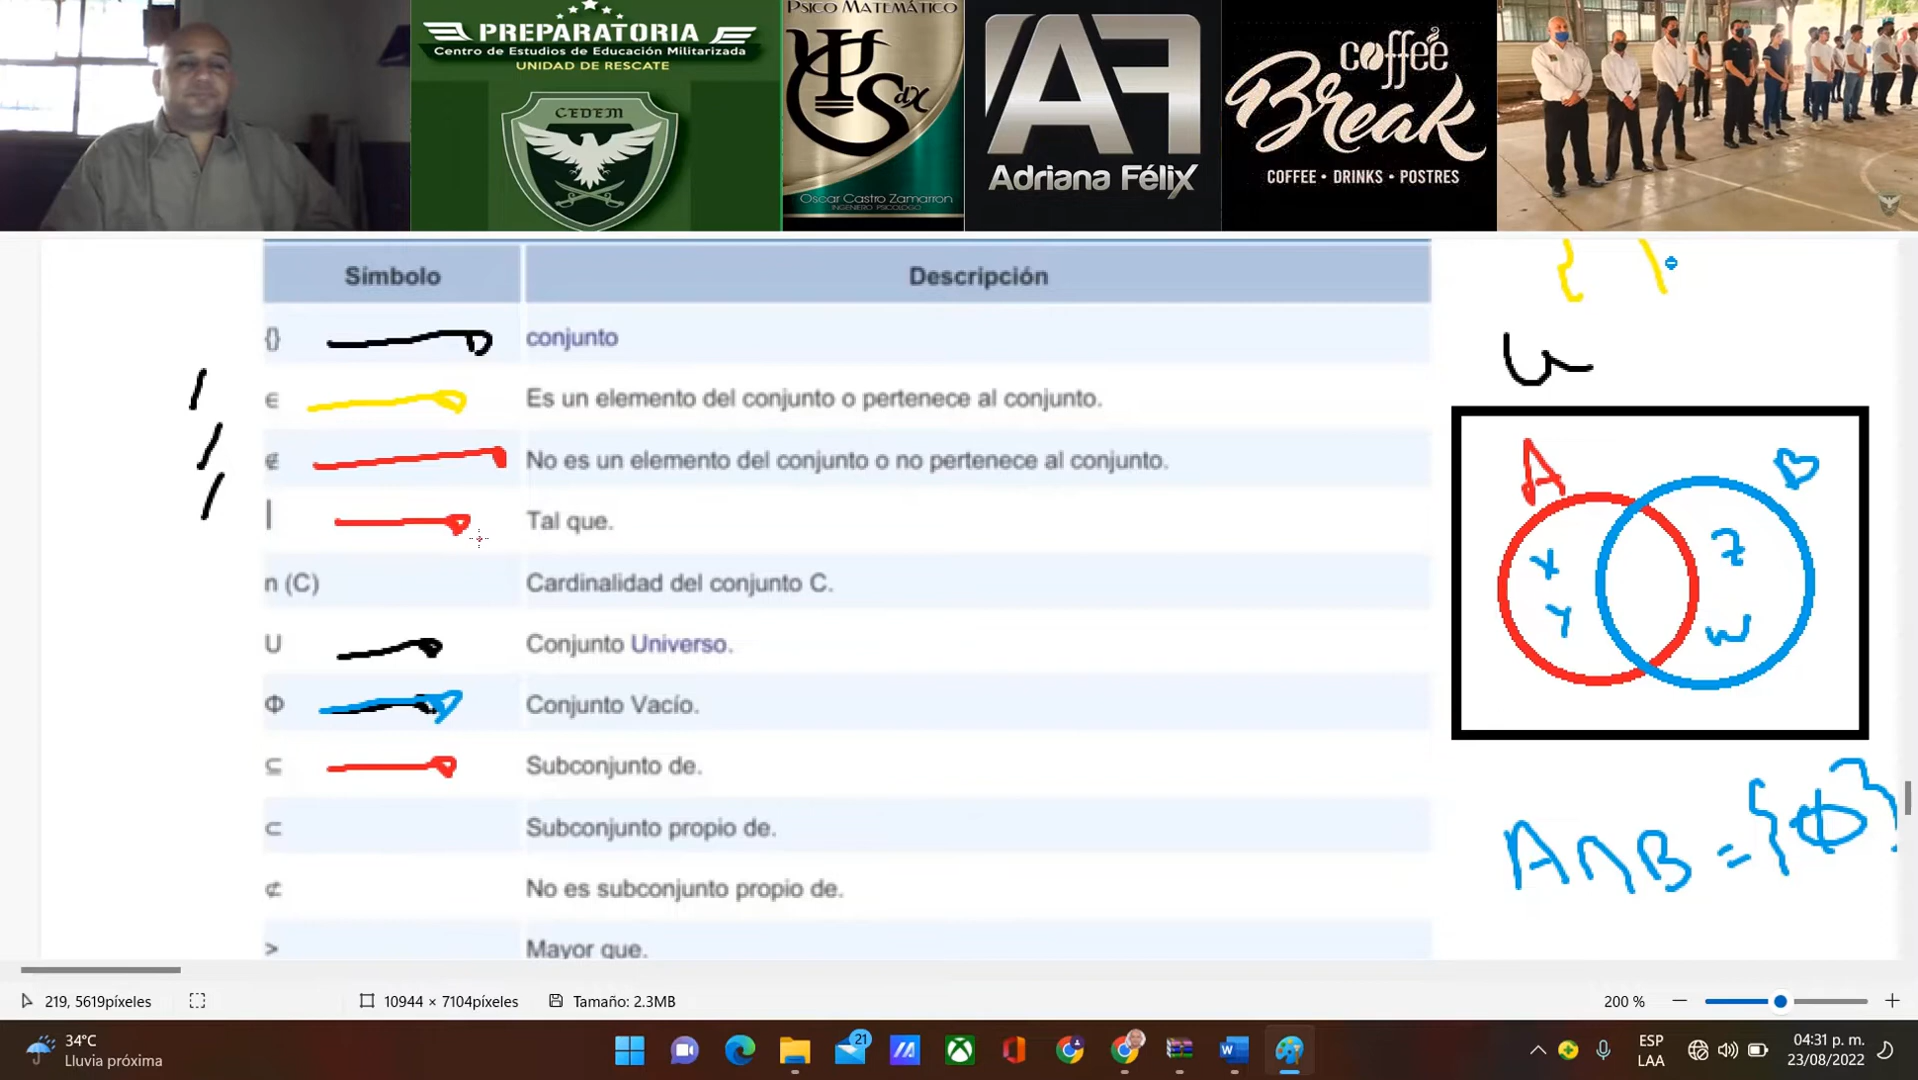 PREPARATORIA
Centro de Estudios de Educación Militarizada
UNIDAD DE RESCATE
CEDEM
PSICO MATEMÁTICO
Oscar Castro Zamarron
INGENIERO PSICOLOGO
AF
Adriana Félix
coffee
Break
COFFEE • DRINKS • POSTRES
Símbolo Descripción
{} conjunto
∈ Es un elemento del conjunto o pertenece al conjunto.
∉ No es un elemento del conjunto o no pertenece al conjunto.
| Tal que.
n (C) Cardinalidad del conjunto C.
U Conjunto Universo.
Φ Conjunto Vacío.
⊆ Subconjunto de.
⊂ Subconjunto propio de.
⊄ No es subconjunto propio de.
> Mayor que.
U
A B
X Z
Y W
A∩B = {Φ}
219, 5619píxeles 10944 × 7104píxeles Tamaño: 2.3MB 200 %
34°C
Lluvia próxima
21
ESP
LAA
04:31 p. m.
23/08/2022